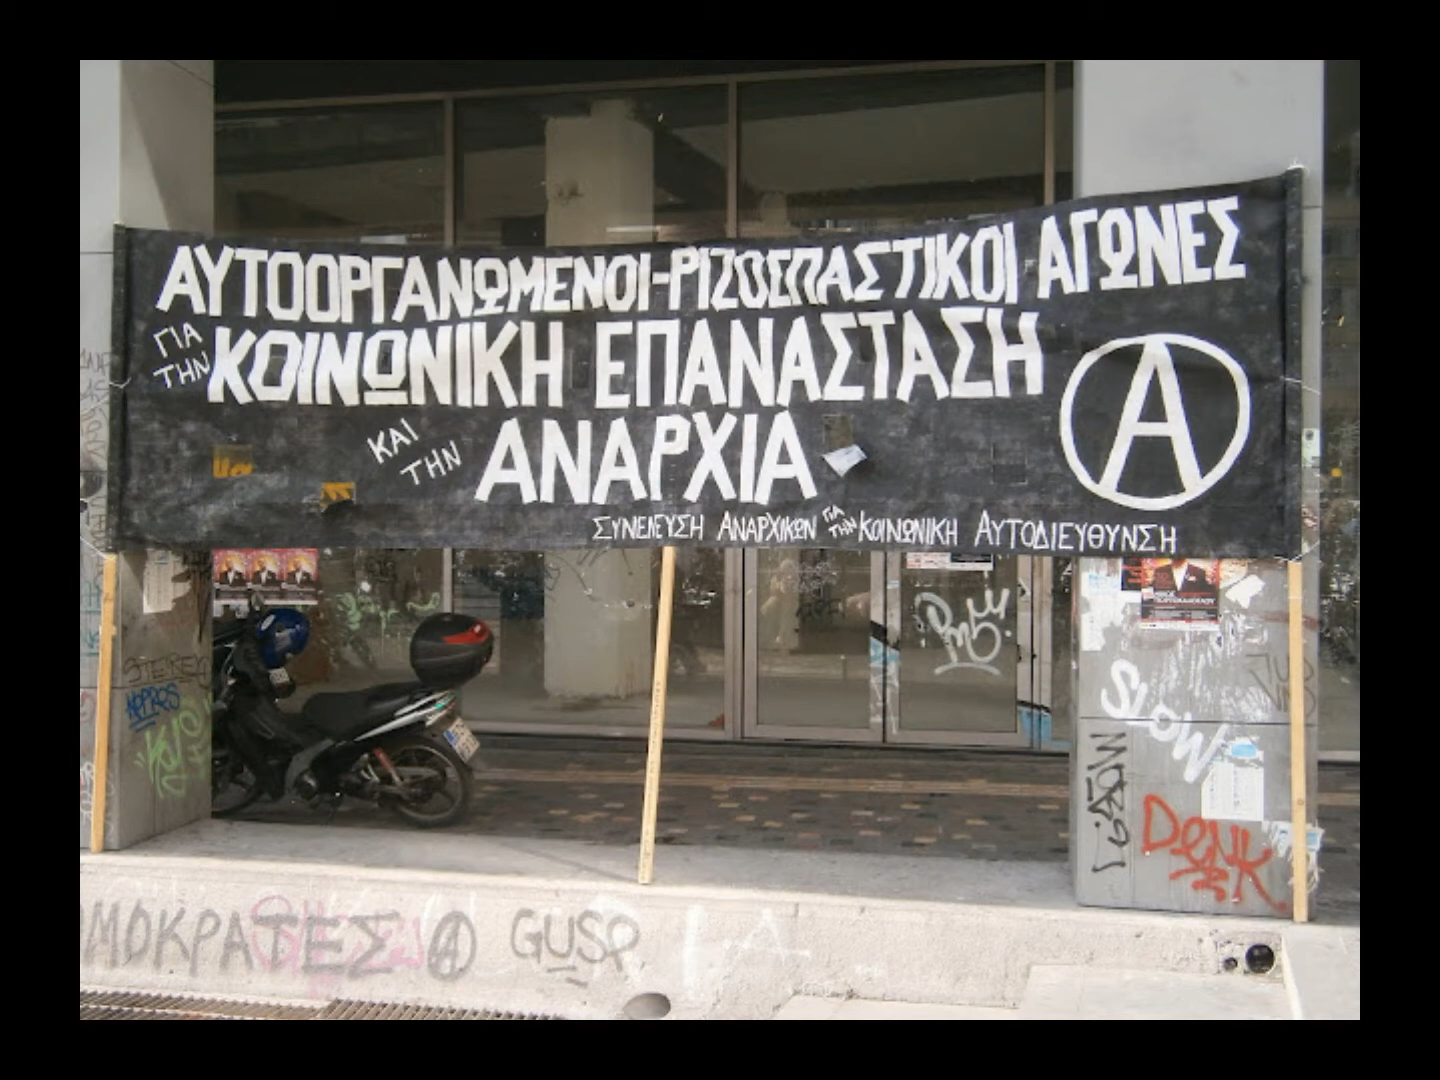 ΑΥΤΟΟΡΓΑΝΩΜΕΝΟΙ-ΡΙΖΟΣΠΑΣΤΙΚΟΙ ΑΓΩΝΕΣ
ΓΙΑ ΤΗΝ ΚΟΙΝΩΝΙΚΗ ΕΠΑΝΑΣΤΑΣΗ
ΚΑΙ ΤΗΝ ΑΝΑΡΧΙΑ
Α
ΣΥΝΕΛΕΥΣΗ ΑΝΑΡΧΙΚΩΝ ΓΙΑ ΤΗΝ ΚΟΙΝΩΝΙΚΗ ΑΥΤΟΔΙΕΥΘΥΝΣΗ
SLOW
DENK
ΜΟΚΡΑΤΕΣ Α GUSP